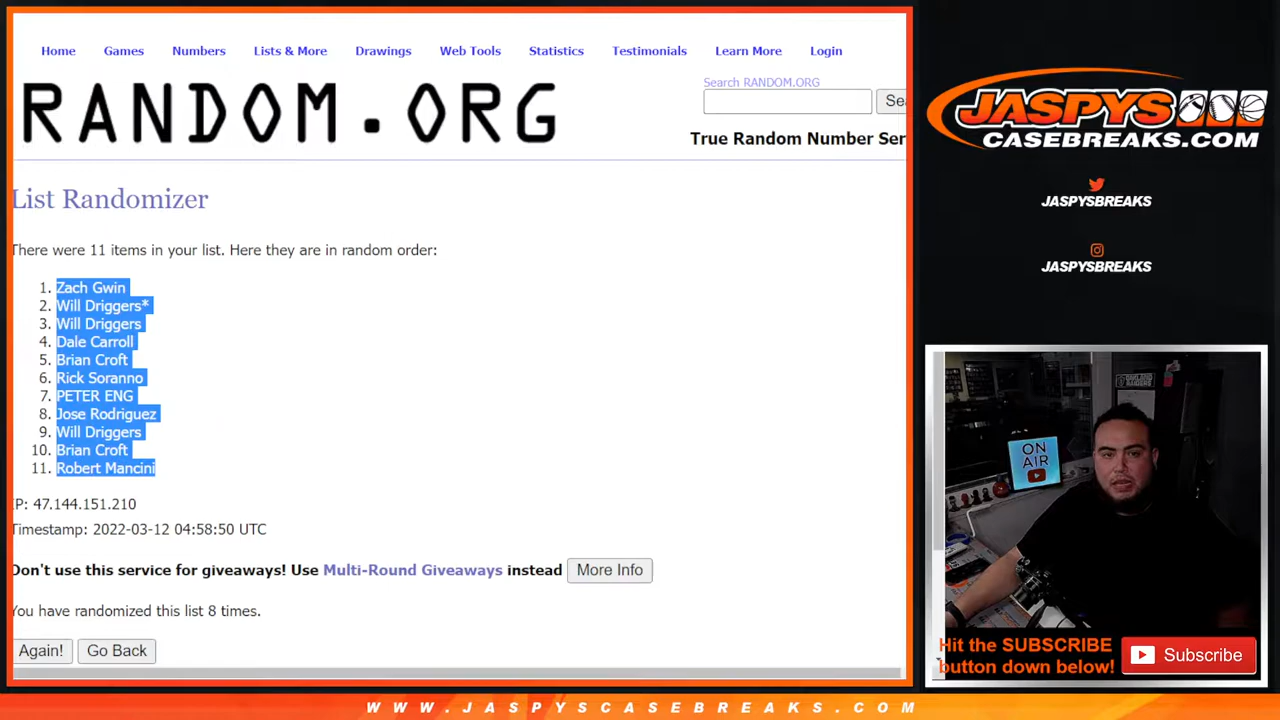 Home Games Numbers Lists & More Drawings Web Tools Statistics Testimonials Learn More Login
RANDOM.ORG
Search RANDOM.ORG
Sea
True Random Number Ser
List Randomizer
There were 11 items in your list. Here they are in random order:
1. Zach Gwin
2. Will Driggers*
3. Will Driggers
4. Dale Carroll
5. Brian Croft
6. Rick Soranno
7. PETER ENG
8. Jose Rodriguez
9. Will Driggers
10. Brian Croft
11. Robert Mancini
IP: 47.144.151.210
Timestamp: 2022-03-12 04:58:50 UTC
Don't use this service for giveaways! Use Multi-Round Giveaways instead More Info
You have randomized this list 8 times.
Again! Go Back
JASPYS
CASEBREAKS.COM
JASPYSBREAKS
JASPYSBREAKS
OAKLAND
RAIDERS
ON
AIR
Hit the SUBSCRIBE
button down below!
Subscribe
WWW.JASPYSCASEBREAKS.COM